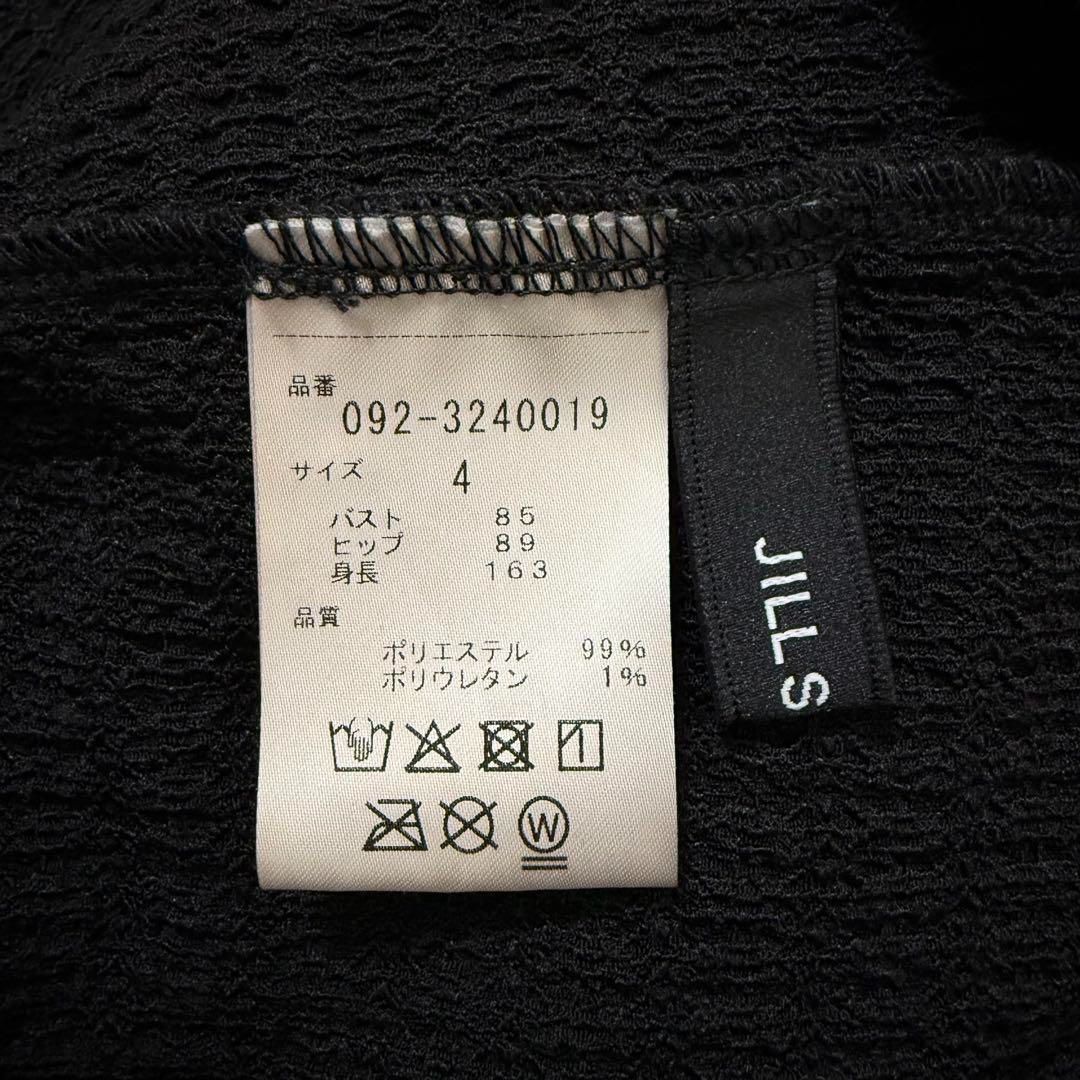 品番
092-3240019
サイズ 4
バスト 85
ヒップ 89
身長 163
品質
ポリエステル 99%
ポリウレタン 1%
W
JILL S